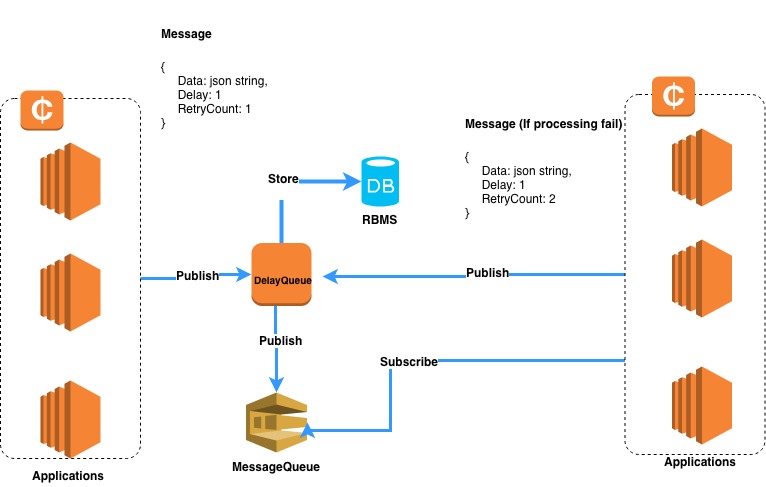 Message
{
Data: json string,
Delay: 1
RetryCount: 1
}
Message (If processing fail)
{
Data: json string,
Delay: 1
RetryCount: 2
}
Store
DB
RBMS
Publish
DelayQueue
Publish
Publish
Subscribe
MessageQueue
Applications
Applications